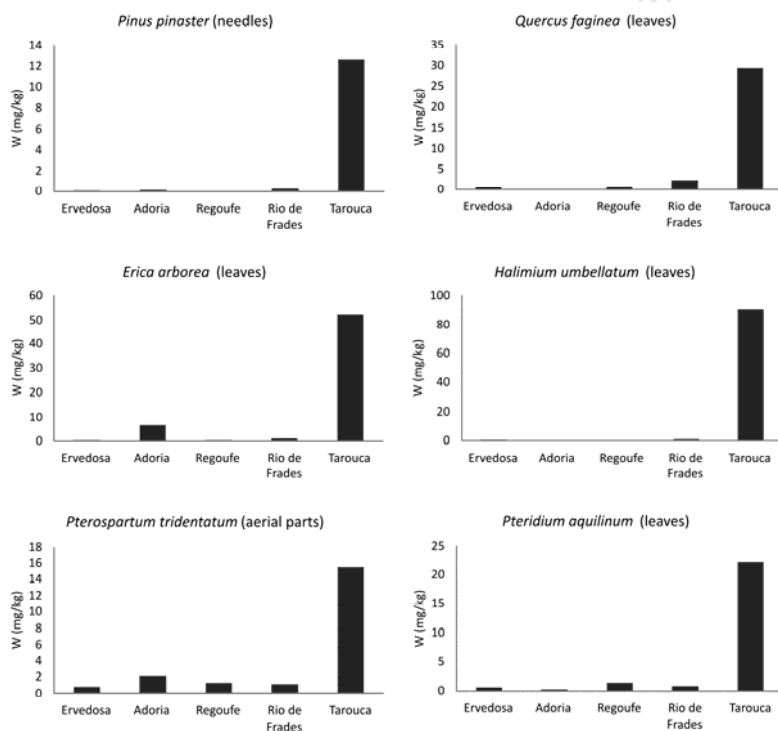 Pinus pinaster (needles)
W (mg/kg)
14
12
10
8
6
4
2
0
Ervedosa
Adoria
Regoufe
Rio de
Frades
Tarouca
Quercus faginea (leaves)
W (mg/kg)
35
30
25
20
15
10
5
0
Ervedosa
Adoria
Regoufe
Rio de
Frades
Tarouca
Erica arborea (leaves)
W (mg/kg)
60
50
40
30
20
10
0
Ervedosa
Adoria
Regoufe
Rio de
Frades
Tarouca
Halimium umbellatum (leaves)
W (mg/kg)
100
80
60
40
20
0
Ervedosa
Adoria
Regoufe
Rio de
Frades
Tarouca
Pterospartum tridentatum (aerial parts)
W (mg/kg)
18
16
14
12
10
8
6
4
2
0
Ervedosa
Adoria
Regoufe
Rio de
Frades
Tarouca
Pteridium aquilinum (leaves)
W (mg/kg)
25
20
15
10
5
0
Ervedosa
Adoria
Regoufe
Rio de
Frades
Tarouca